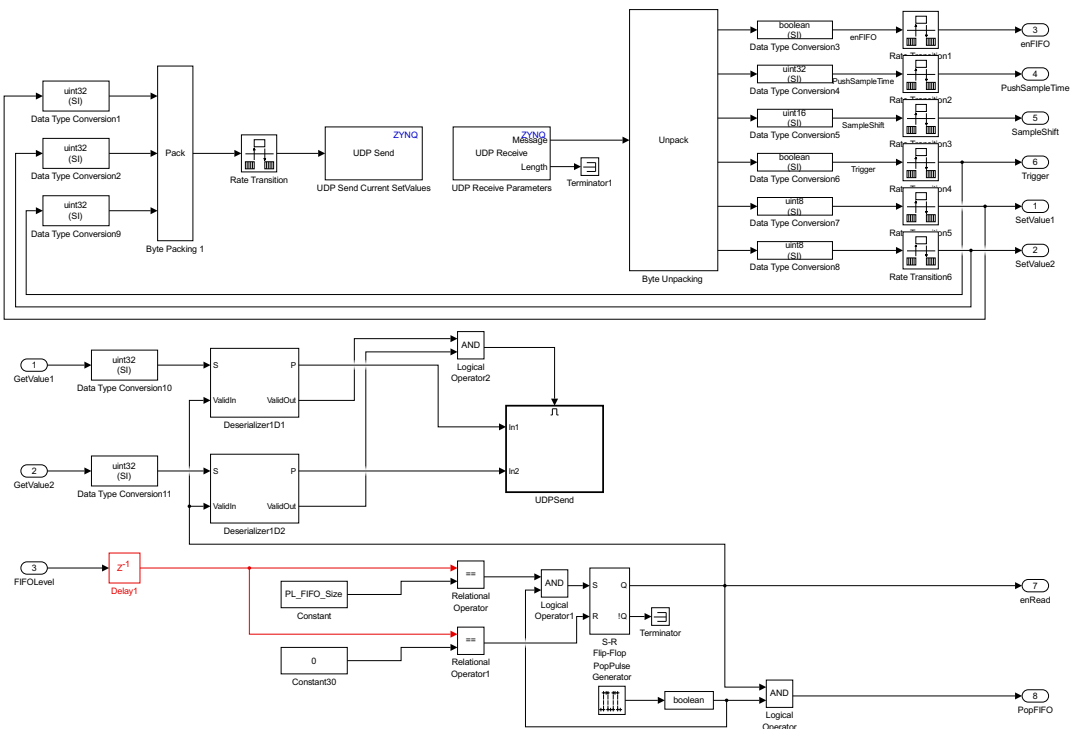 boolean
(SI)
Data Type Conversion3
enFIFO
Rate Transition1
3
enFIFO
uint32
(SI)
Data Type Conversion4
PushSampleTime
Rate Transition2
4
PushSampleTime
uint16
(SI)
Data Type Conversion5
SampleShift
Rate Transition3
5
SampleShift
boolean
(SI)
Data Type Conversion6
Trigger
Rate Transition4
6
Trigger
uint8
(SI)
Data Type Conversion7
Rate Transition5
1
SetValue1
uint8
(SI)
Data Type Conversion8
Rate Transition6
2
SetValue2
uint32
(SI)
Data Type Conversion1
uint32
(SI)
Data Type Conversion2
uint32
(SI)
Data Type Conversion9
Pack
Byte Packing 1
Rate Transition
ZYNQ
UDP Send
UDP Send Current SetValues
ZYNQ
Message
UDP Receive
Length
UDP Receive Parameters
Terminator1
Unpack
Byte Unpacking
1
GetValue1
uint32
(SI)
Data Type Conversion10
S
P
ValidIn
ValidOut
Deserializer1D1
AND
Logical
Operator2
2
GetValue2
uint32
(SI)
Data Type Conversion11
S
P
ValidIn
ValidOut
Deserializer1D2
In1
In2
UDPSend
3
FIFOLevel
z-1
Delay1
PL_FIFO_Size
Constant
==
Relational
Operator
0
Constant30
==
Relational
Operator1
AND
Logical
Operator1
S
Q
R
!Q
S-R
Flip-Flop
Terminator
PopPulse
Generator
boolean
AND
Logical
Operator
7
enRead
8
PopFIFO